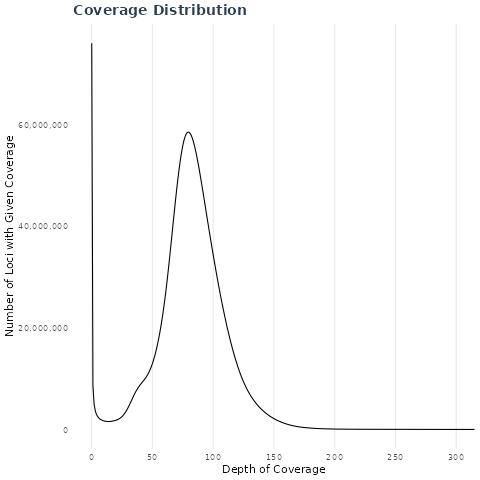 Coverage Distribution
Number of Loci with Given Coverage
60,000,000
40,000,000
20,000,000
0
0 50 100 150 200 250 300
Depth of Coverage